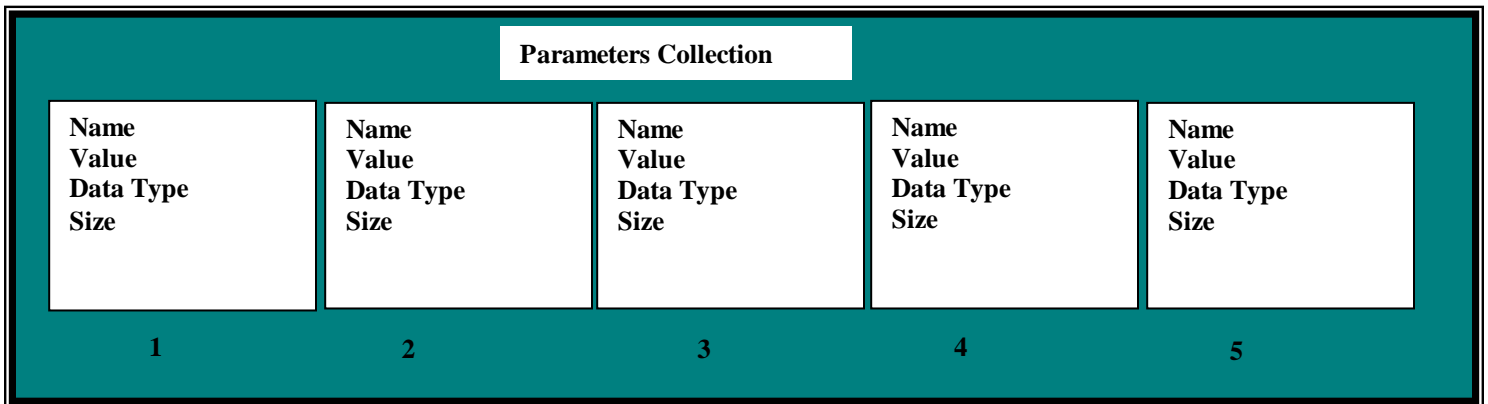 Parameters Collection
Name
Value
Data Type
Size
Name
Value
Data Type
Size
Name
Value
Data Type
Size
Name
Value
Data Type
Size
Name
Value
Data Type
Size
1
2
3
4
5